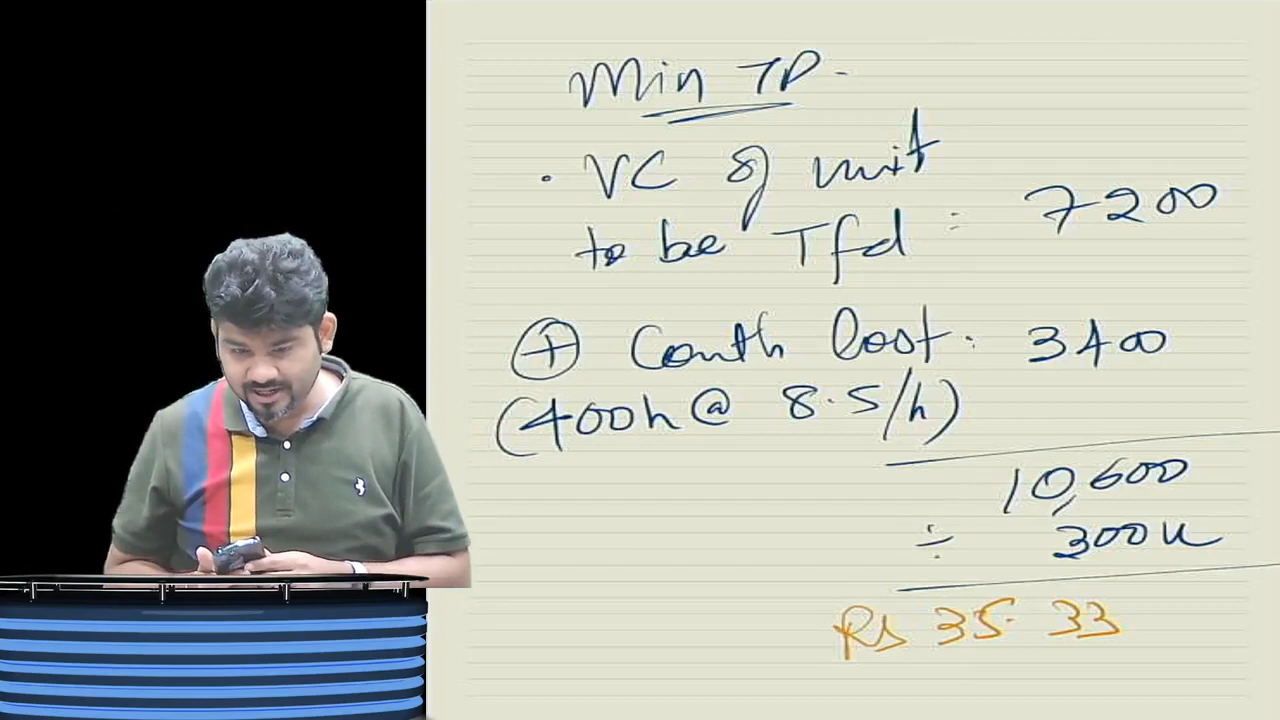 Min TP.
. VC of unit
to be Tfd = 7200
+ Contn lost. 3400
(400h @ 8.5/h)
10,600
÷ 300u
Rs 35.33